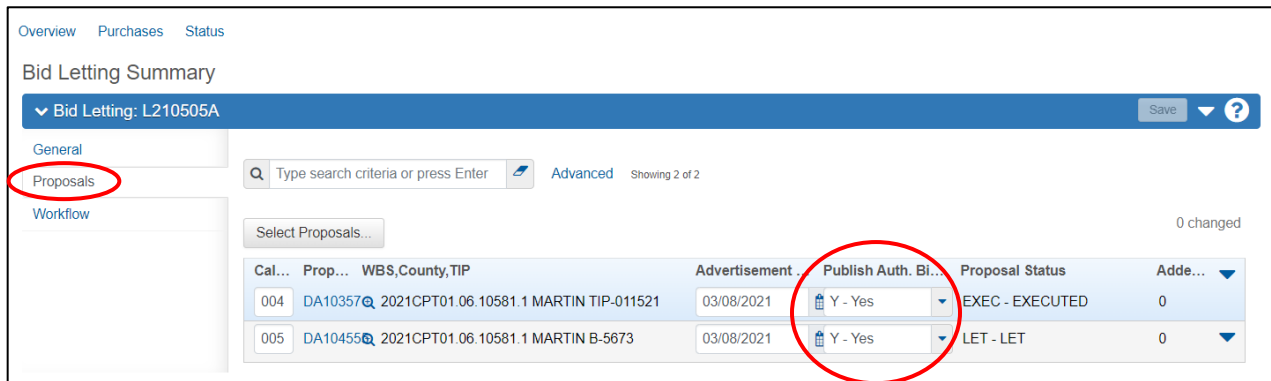 Overview Purchases Status
Bid Letting Summary
Bid Letting: L210505A Save ?
General
Proposals
Workflow
Type search criteria or press Enter Advanced Showing 2 of 2
0 changed
Select Proposals...
Cal... Prop... WBS,County,TIP Advertisement ... Publish Auth. Bi... Proposal Status Adde...
004 DA10357 2021CPT01.06.10581.1 MARTIN TIP-011521 03/08/2021 Y - Yes EXEC - EXECUTED 0
005 DA10455 2021CPT01.06.10581.1 MARTIN B-5673 03/08/2021 Y - Yes LET - LET 0